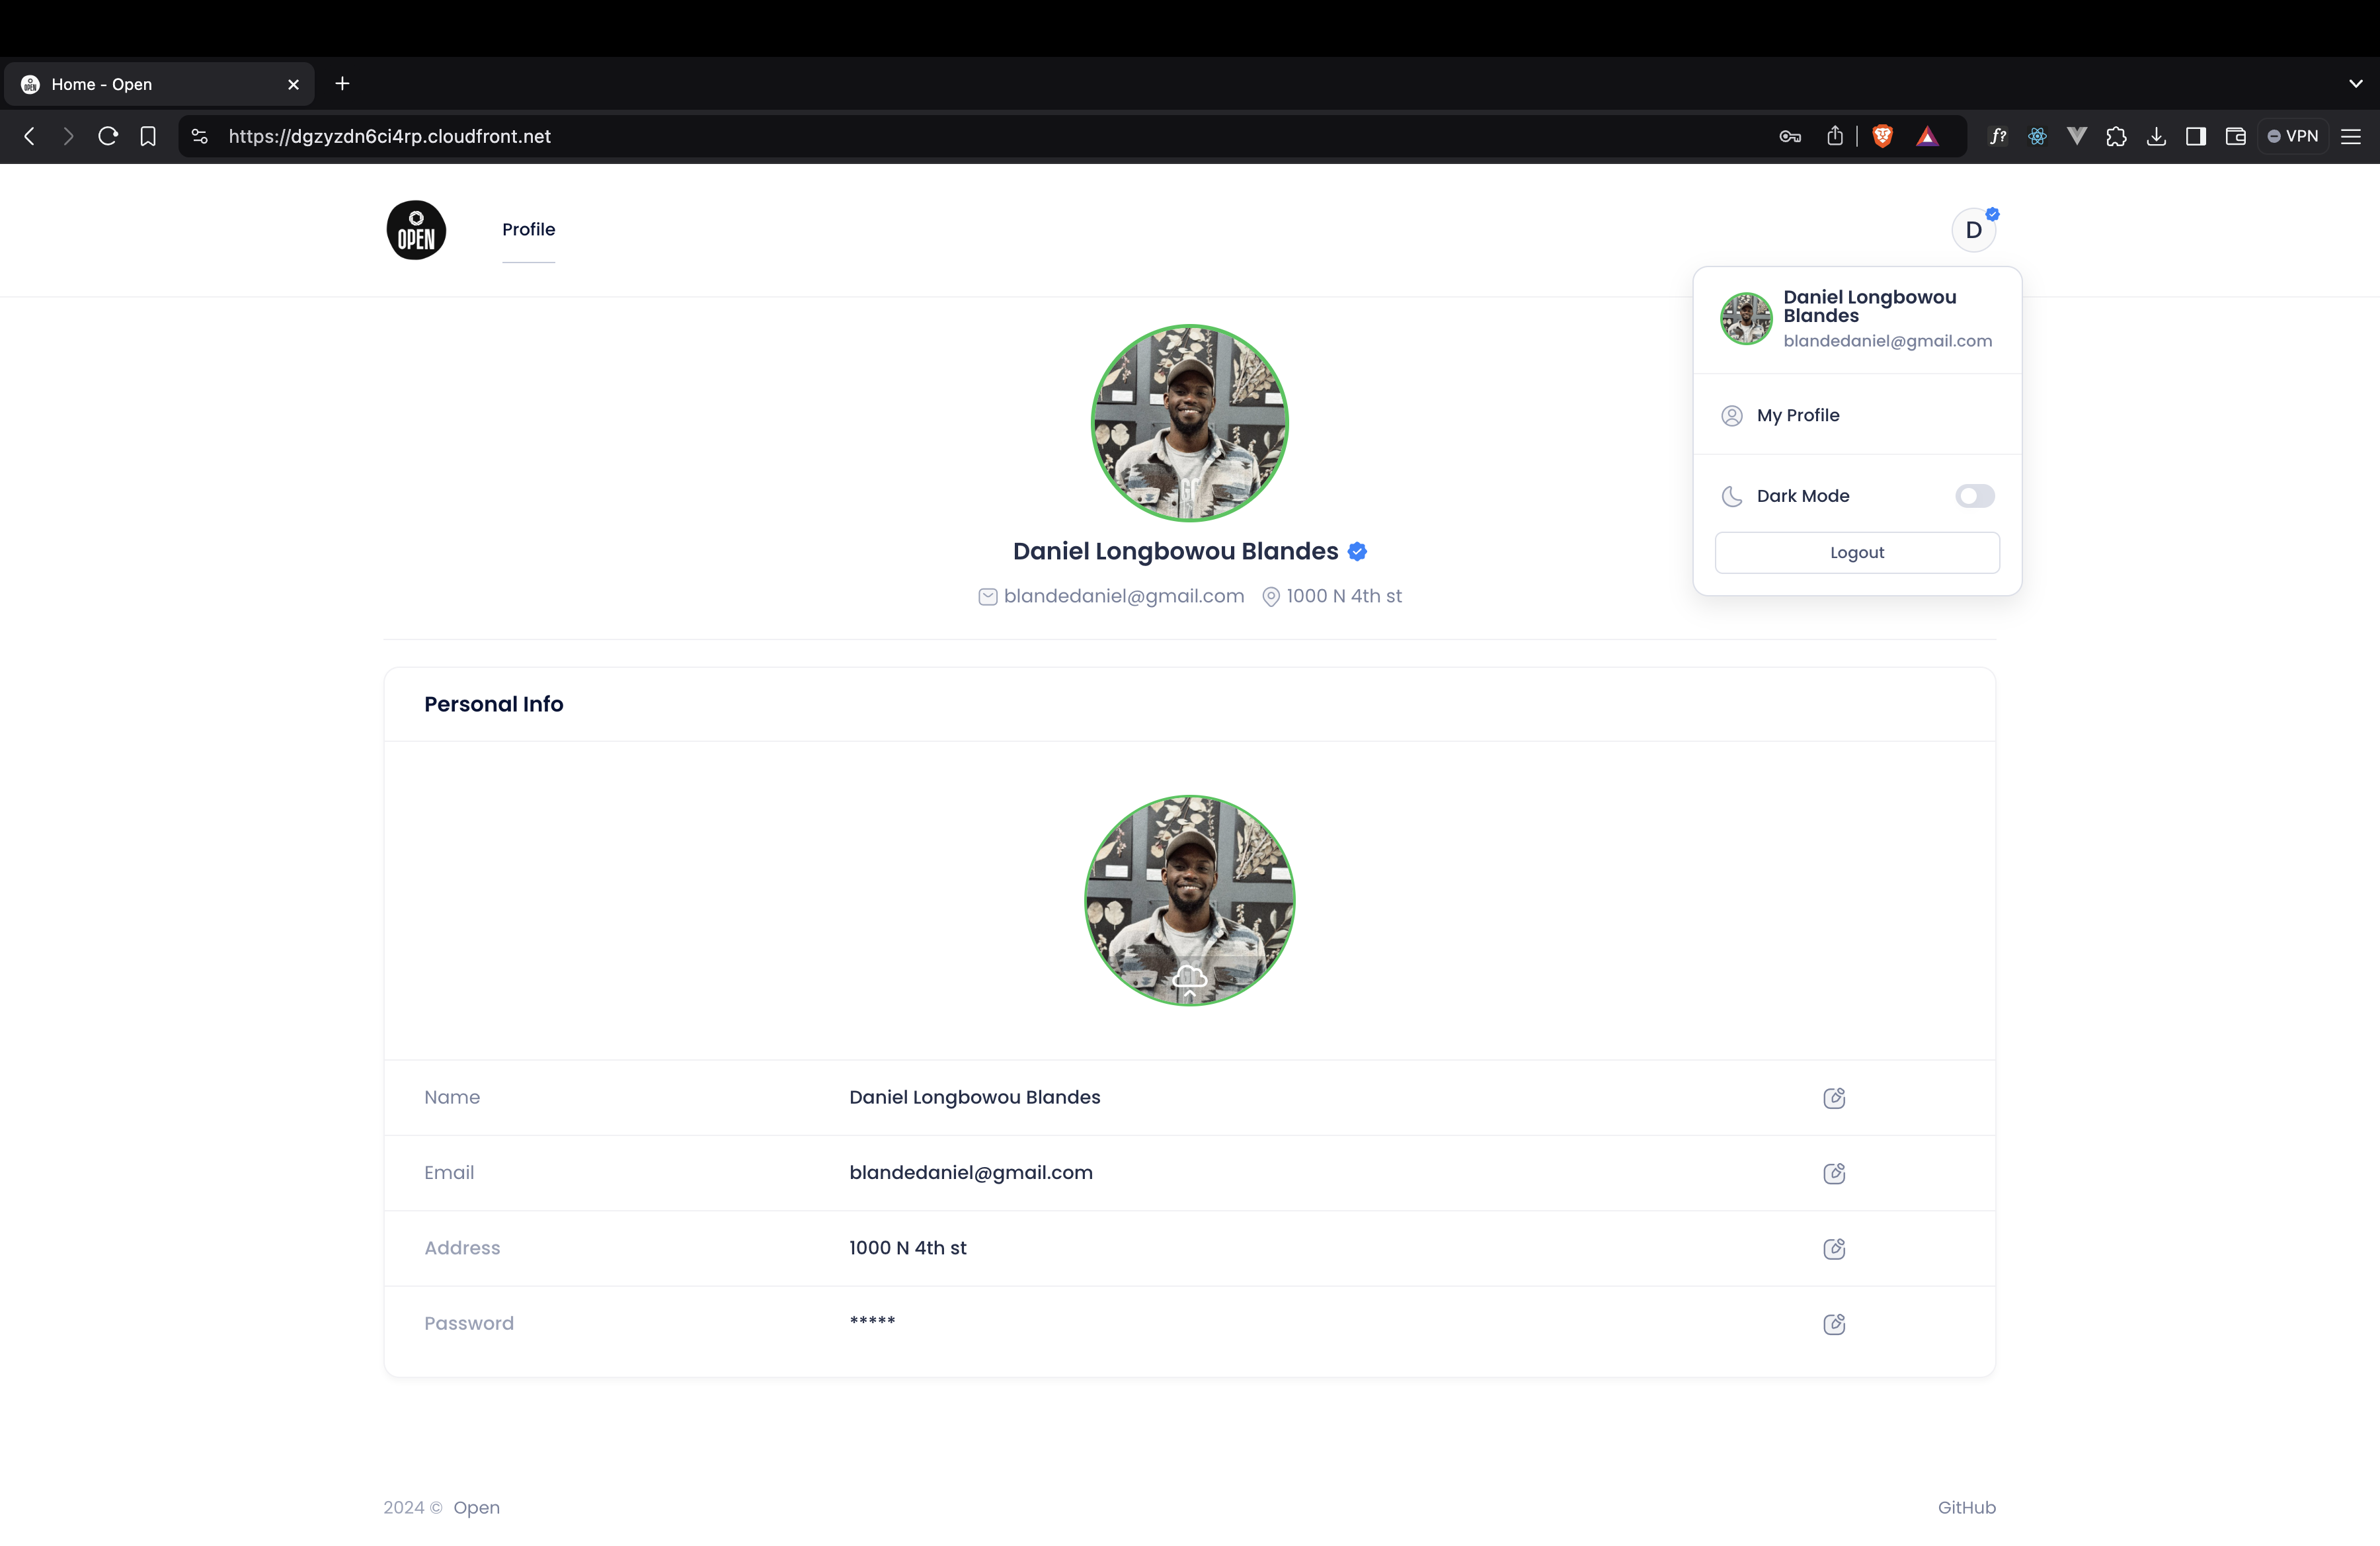 Home - Open
https://dgzyzdn6ci4rp.cloudfront.net
f?
VPN
OPEN
Profile
D
Daniel Longbowou
Blandes
blandedaniel@gmail.com
My Profile
Dark Mode
Logout
Daniel Longbowou Blandes
blandedaniel@gmail.com
1000 N 4th st
Personal Info
Name
Daniel Longbowou Blandes
Email
blandedaniel@gmail.com
Address
1000 N 4th st
Password
*****
2024 © Open
GitHub